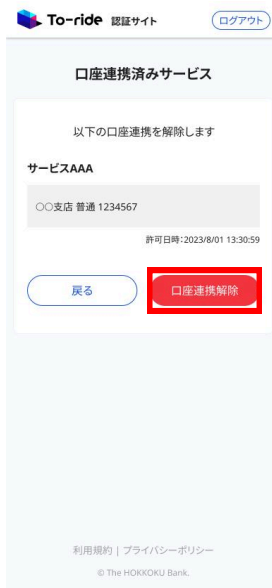 To-ride 認証サイト
ログアウト
口座連携済みサービス
以下の口座連携を解除します
サービスAAA
○○支店 普通 1234567
許可日時:2023/8/01 13:30:59
戻る
口座連携解除
利用規約 | プライバシーポリシー
© The HOKKOKU Bank.